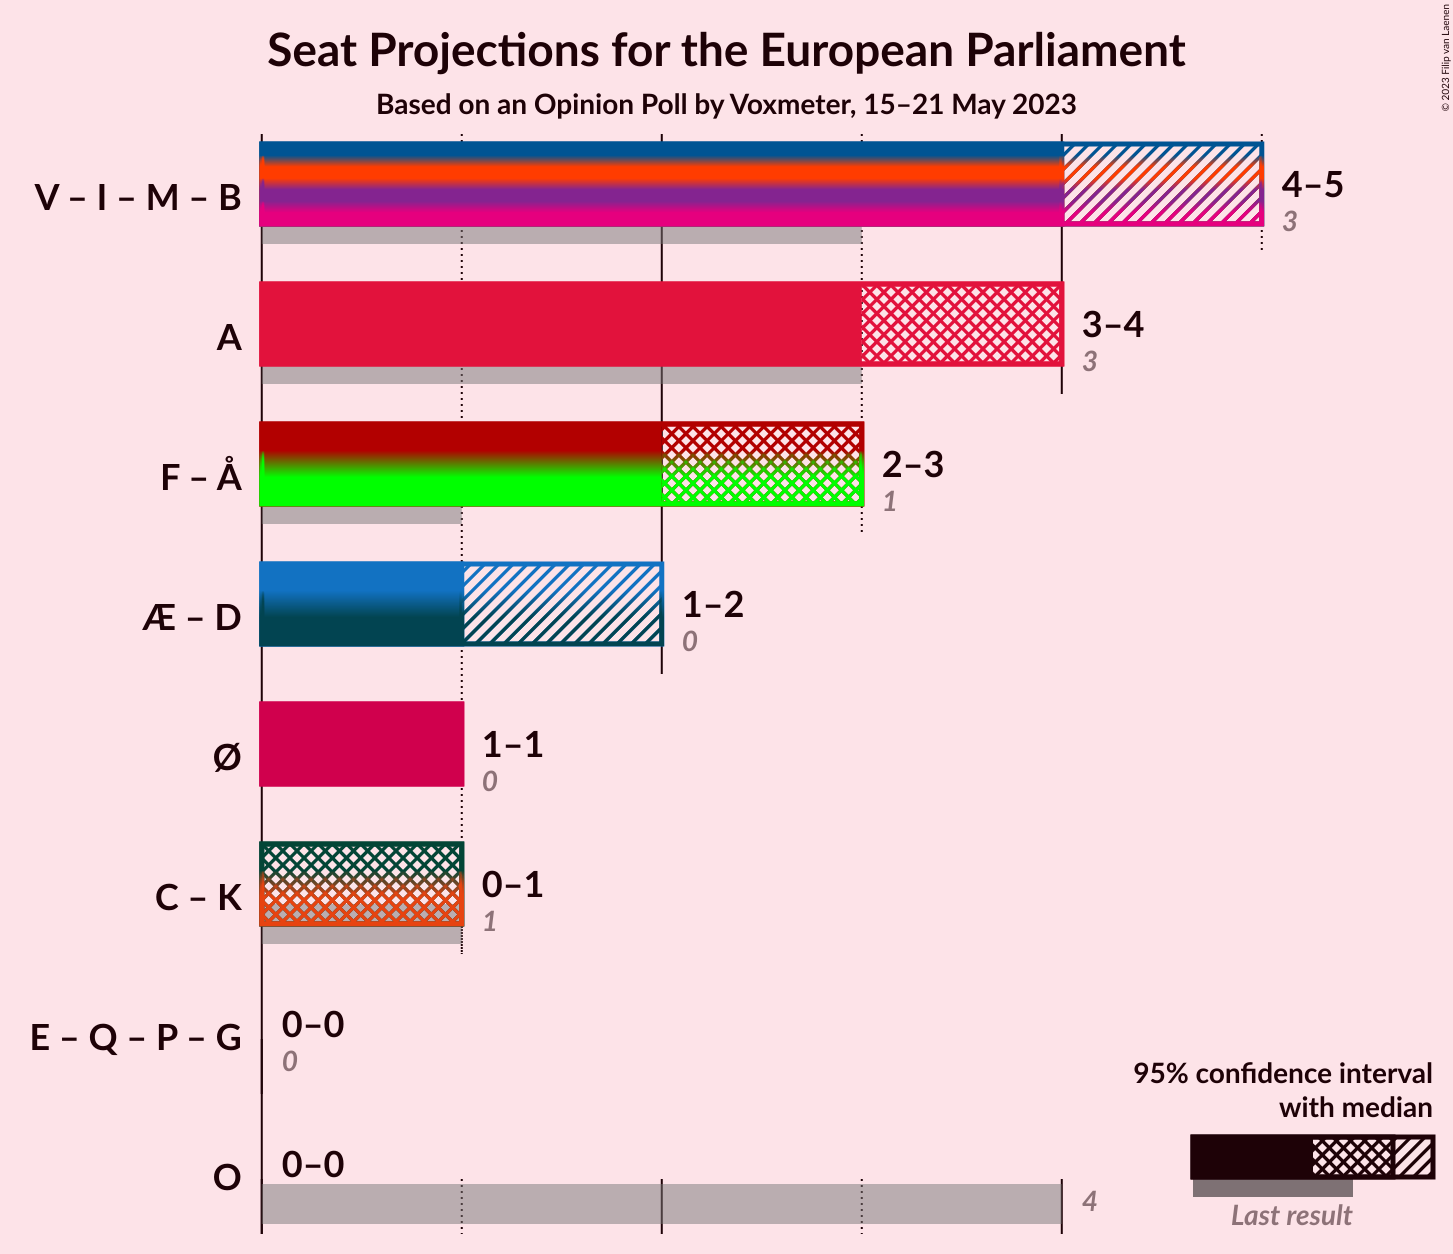 Seat Projections for the European Parliament
Based on an Opinion Poll by Voxmeter, 15–21 May 2023
© 2023 Filip van Laenen
V – I – M – B
4–5
3
A
3–4
3
F – Å
2–3
1
Æ – D
1–2
0
Ø
1–1
0
C – K
0–1
1
E – Q – P – G
0–0
0
O
0–0
4
95% confidence interval
with median
Last result